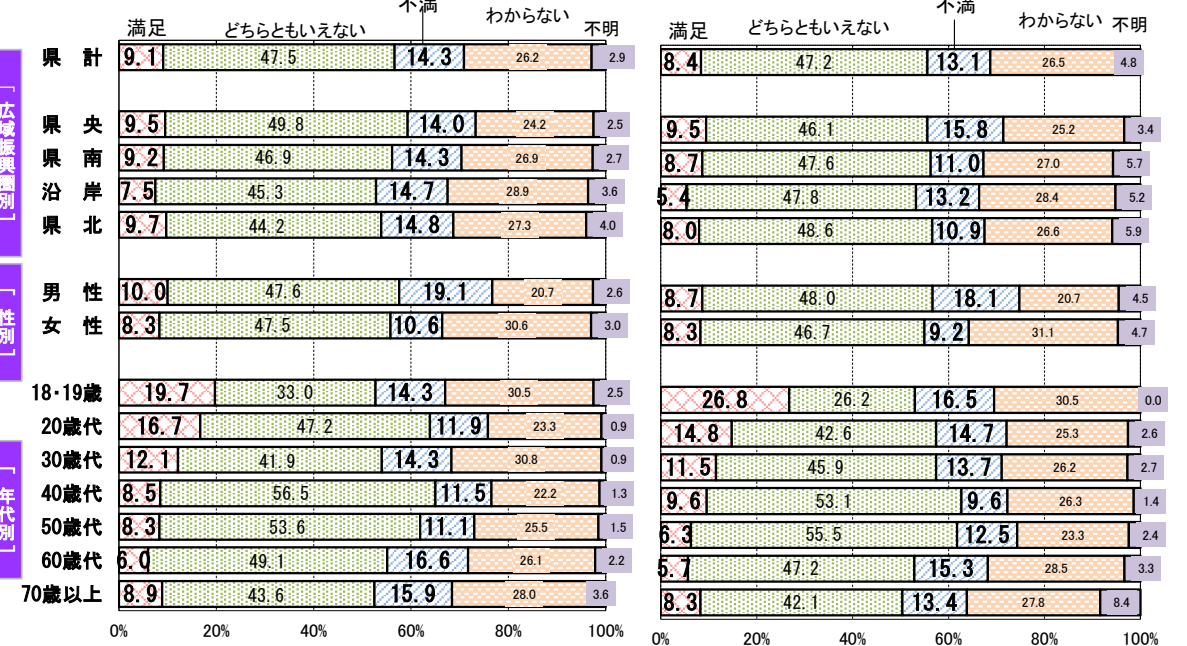 不満 不満
満足 どちらともいえない わからない 不明 満足 どちらともいえない わからない 不明
県 計 9.1 47.5 14.3 26.2 2.9 8.4 47.2 13.1 26.5 4.8
[広域振興圏別]
県 央 9.5 49.8 14.0 24.2 2.5 9.5 46.1 15.8 25.2 3.4
県 南 9.2 46.9 14.3 26.9 2.7 8.7 47.6 11.0 27.0 5.7
沿 岸 7.5 45.3 14.7 28.9 3.6 5.4 47.8 13.2 28.4 5.2
県 北 9.7 44.2 14.8 27.3 4.0 8.0 48.6 10.9 26.6 5.9
[性別]
男 性 10.0 47.6 19.1 20.7 2.6 8.7 48.0 18.1 20.7 4.5
女 性 8.3 47.5 10.6 30.6 3.0 8.3 46.7 9.2 31.1 4.7
[年代別]
18・19歳 19.7 33.0 14.3 30.5 2.5 26.8 26.2 16.5 30.5 0.0
20歳代 16.7 47.2 11.9 23.3 0.9 14.8 42.6 14.7 25.3 2.6
30歳代 12.1 41.9 14.3 30.8 0.9 11.5 45.9 13.7 26.2 2.7
40歳代 8.5 56.5 11.5 22.2 1.3 9.6 53.1 9.6 26.3 1.4
50歳代 8.3 53.6 11.1 25.5 1.5 6.3 55.5 12.5 23.3 2.4
60歳代 6.0 49.1 16.6 26.1 2.2 5.7 47.2 15.3 28.5 3.3
70歳以上 8.9 43.6 15.9 28.0 3.6 8.3 42.1 13.4 27.8 8.4
0% 20% 40% 60% 80% 100% 0% 20% 40% 60% 80% 100%